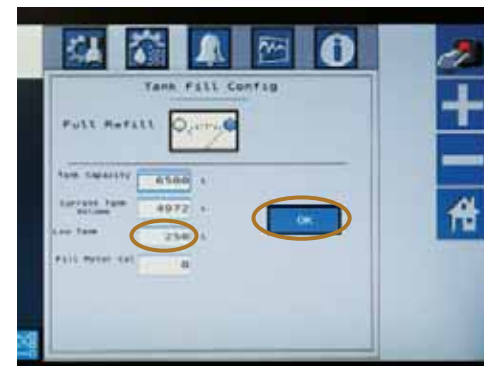 Tank Fill Config
Full Refill
Tank Capacity 6500 L
Current Tank Volume 4972 L
Low Tank 250 L
Fill Meter Cal 0
OK